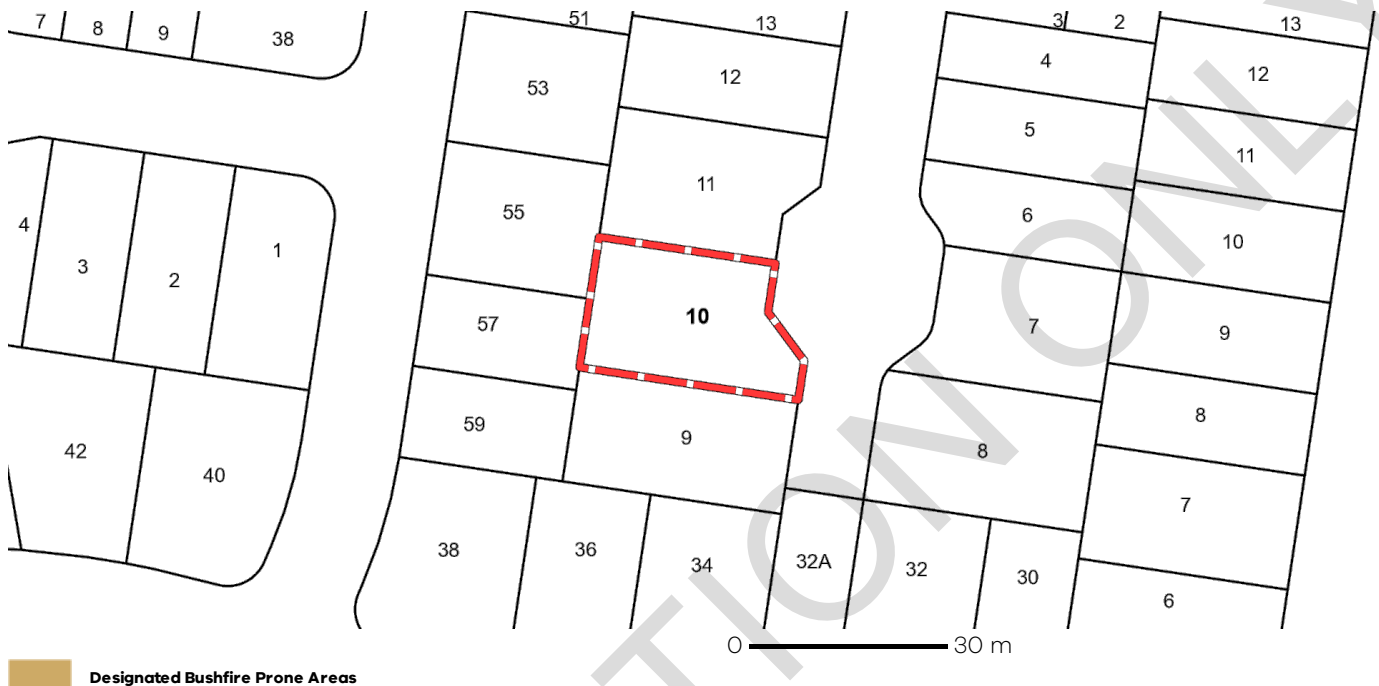 7 8 9 38 51 13 3 2 13
53 12 4 12
5 11
11
55 6 10
4 3 2 1
10 7 9
57
59 9 8 8
42 40 7
38 36 34 32A 32 30 6
0 30 m
Designated Bushfire Prone Areas
TION ONLY